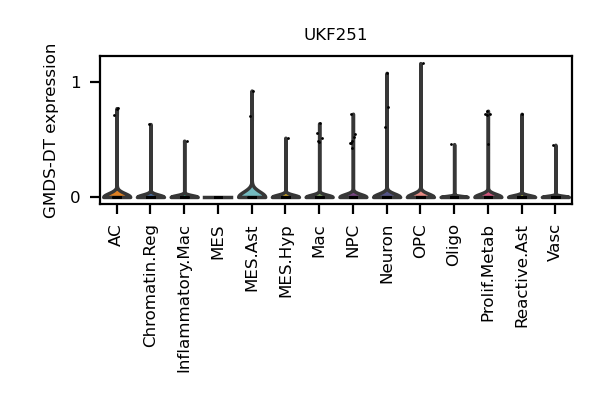 UKF251
GMDS-DT expression
1
0
AC
Chromatin.Reg
Inflammatory.Mac
MES
MES.Ast
MES.Hyp
Mac
NPC
Neuron
OPC
Oligo
Prolif.Metab
Reactive.Ast
Vasc